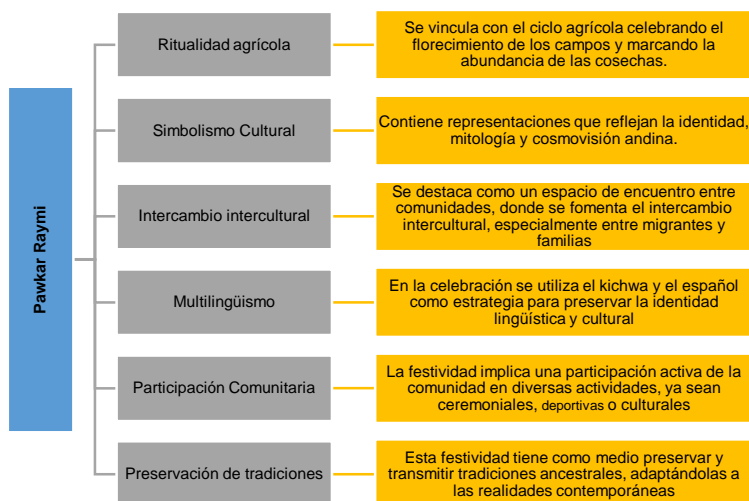 Pawkar Raymi
Ritualidad agrícola
Se vincula con el ciclo agrícola celebrando el
florecimiento de los campos y marcando la
abundancia de las cosechas.
Simbolismo Cultural
Contiene representaciones que reflejan la identidad,
mitología y cosmovisión andina.
Intercambio intercultural
Se destaca como un espacio de encuentro entre
comunidades, donde se fomenta el intercambio
intercultural, especialmente entre migrantes y
familias
Multilingüismo
En la celebración se utiliza el kichwa y el español
como estrategia para preservar la identidad
lingüística y cultural
Participación Comunitaria
La festividad implica una participación activa de la
comunidad en diversas actividades, ya sean
ceremoniales, deportivas o culturales
Preservación de tradiciones
Esta festividad tiene como medio preservar y
transmitir tradiciones ancestrales, adaptándolas a
las realidades contemporáneas